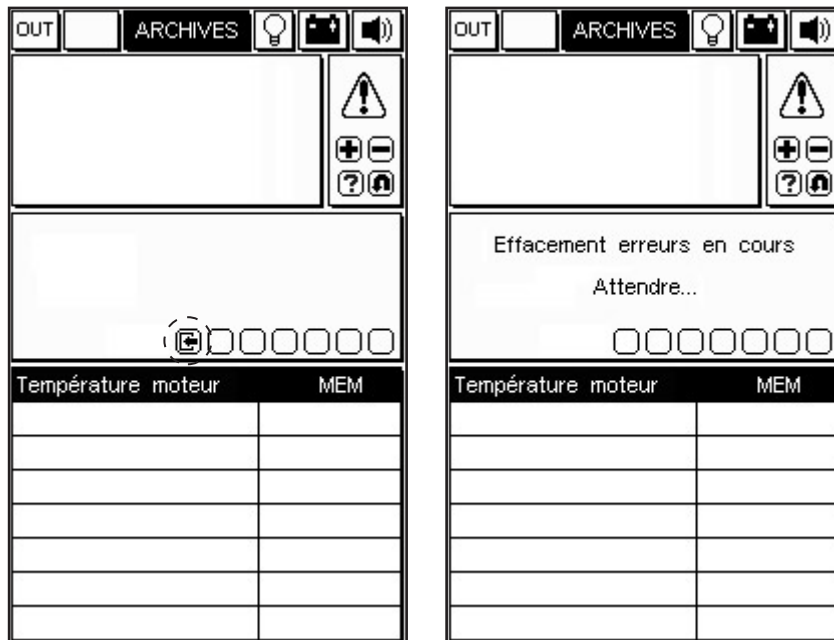 OUT ARCHIVES
Température moteur MEM
OUT ARCHIVES
Effacement erreurs en cours
Attendre...
Température moteur MEM